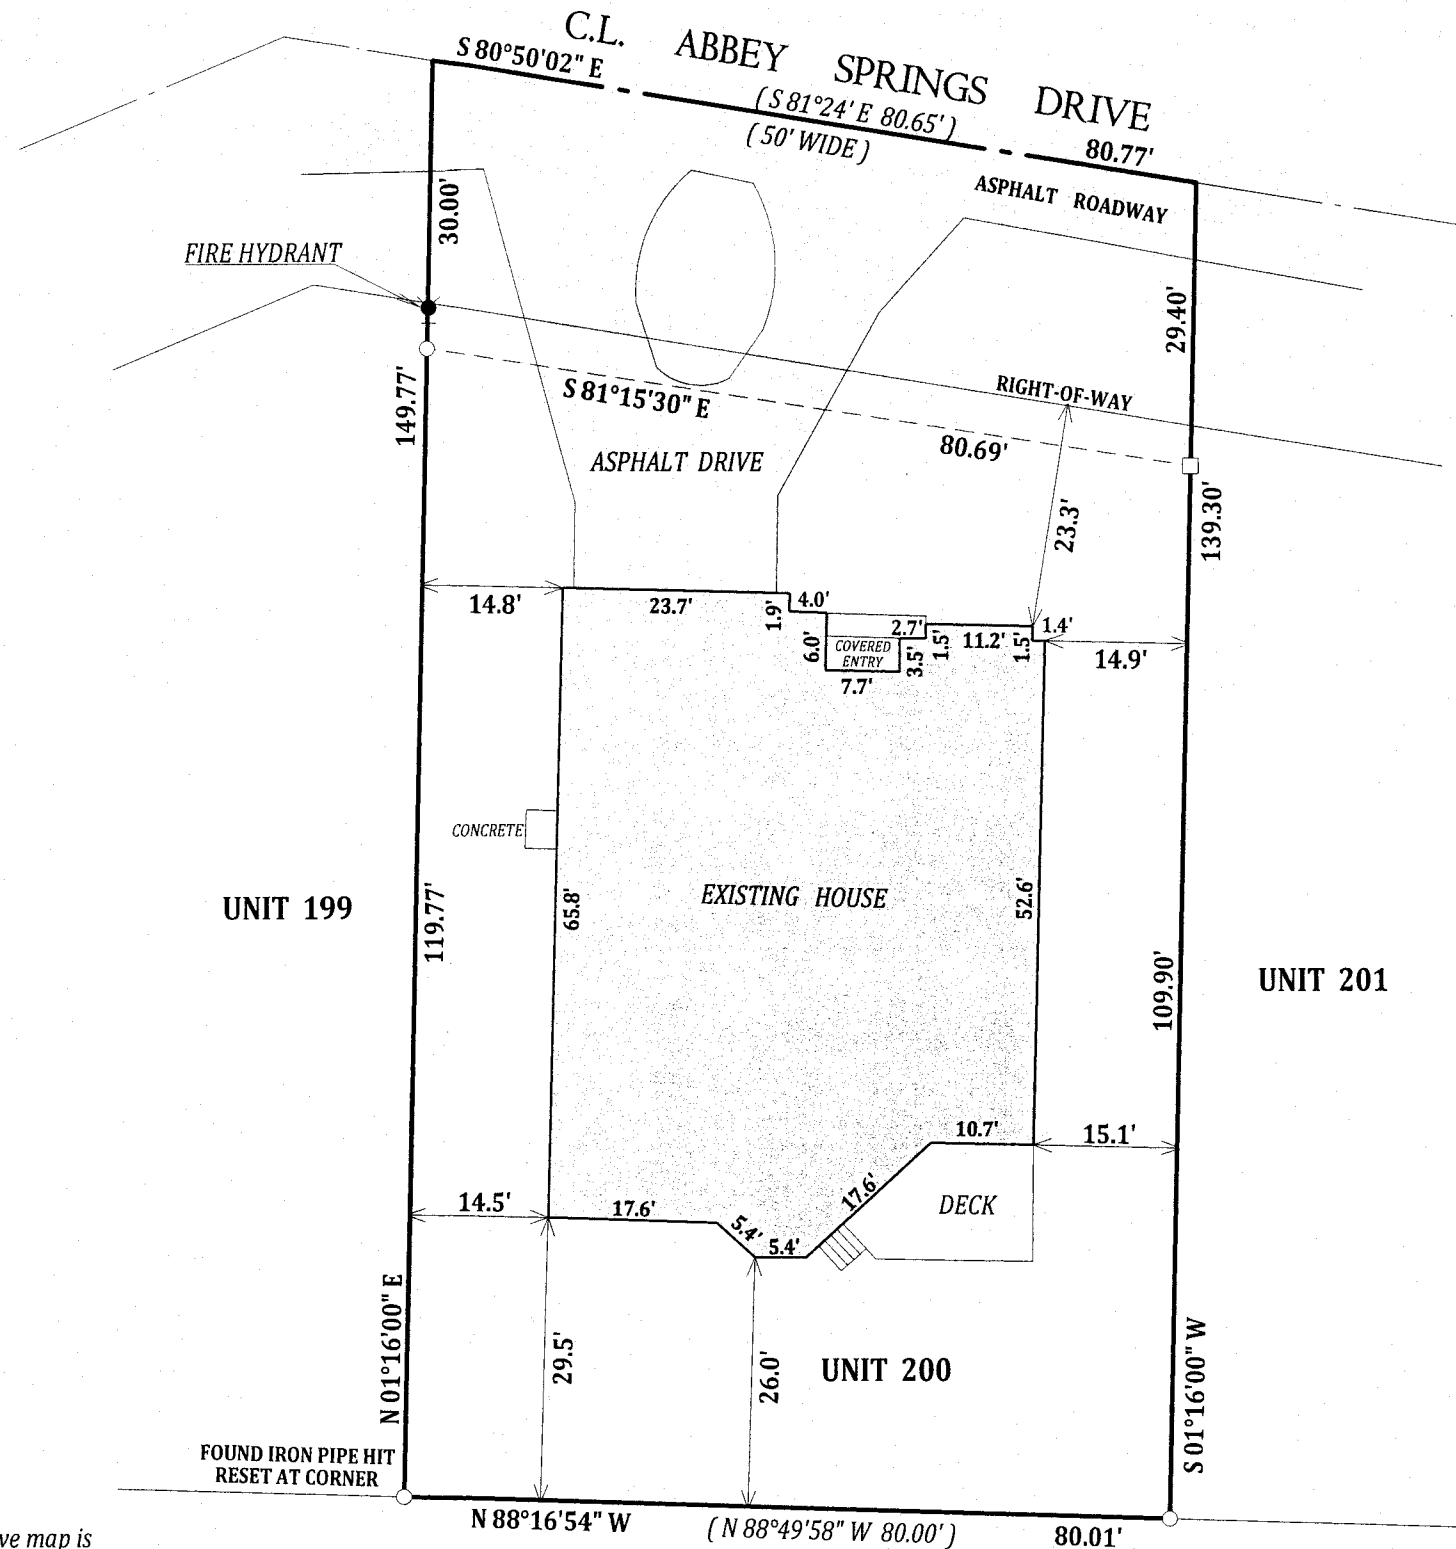 C.L. ABBEY SPRINGS DRIVE
S 80°50'02" E
( S 81°24' E 80.65' )
( 50' WIDE )
80.77'
ASPHALT ROADWAY
30.00'
FIRE HYDRANT
29.40'
149.77'
RIGHT-OF-WAY
S 81°15'30" E
80.69'
ASPHALT DRIVE
23.3'
139.30'
14.8'
23.7'
1.9'
4.0'
6.0'
COVERED
ENTRY
7.7'
2.7'
3.5'
1.5'
11.2'
1.5'
1.4'
14.9'
CONCRETE
EXISTING HOUSE
65.8'
52.6'
UNIT 199
119.77'
109.90'
UNIT 201
10.7'
15.1'
14.5'
17.6'
5.4'
5.4'
17.6'
DECK
N 01°16'00" E
29.5'
26.0'
UNIT 200
S 01°16'00" W
FOUND IRON PIPE HIT
RESET AT CORNER
N 88°16'54" W
( N 88°49'58" W 80.00' )
80.01'
ve map is